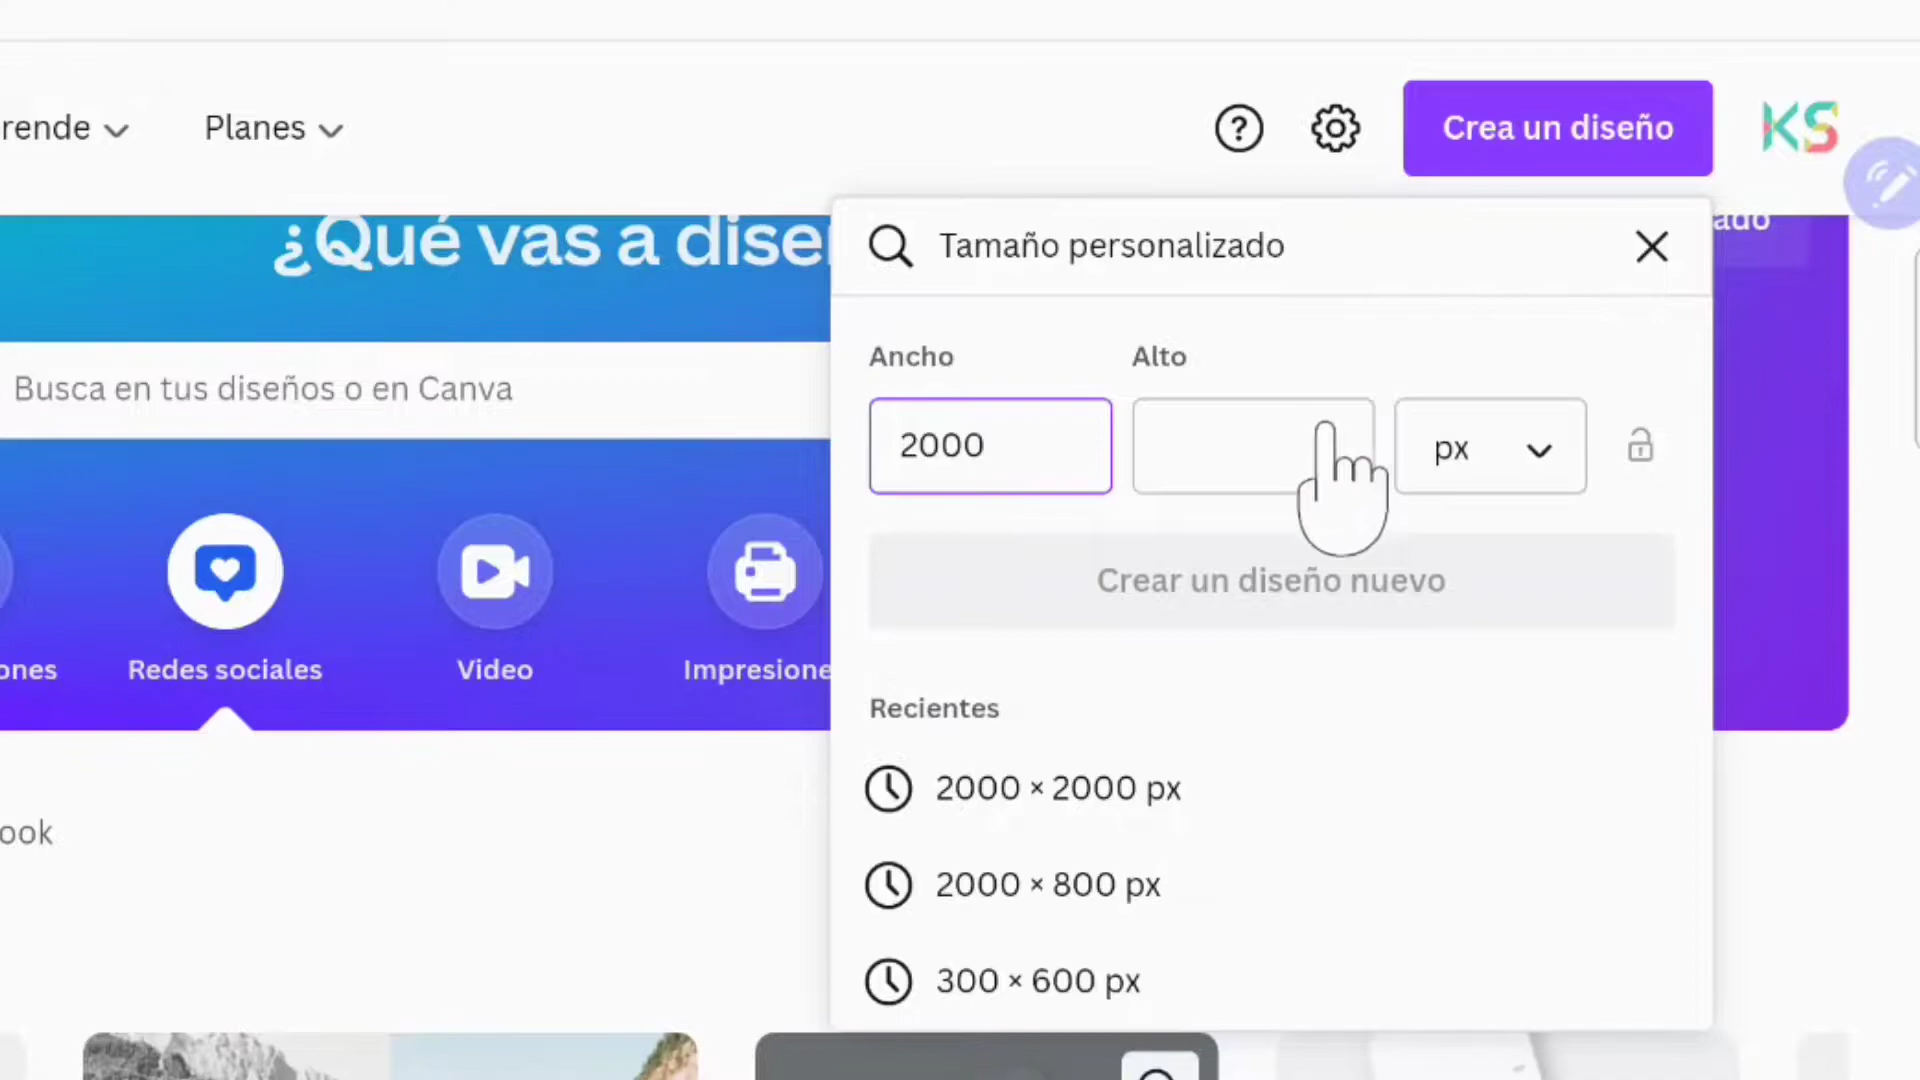 rende
Planes
Crea un diseño
KS
¿Qué vas a diser
ado
Tamaño personalizado
Ancho
Alto
Busca en tus diseños o en Canva
2000
px
Crear un diseño nuevo
ones
Redes sociales
Video
Impresione
Recientes
2000 × 2000 px
ook
2000 × 800 px
300 × 600 px